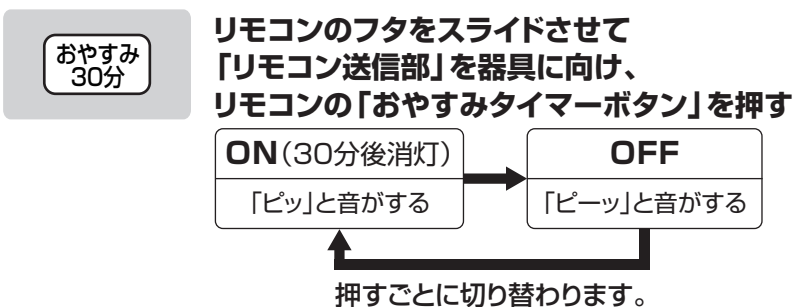 おやすみ
30分
リモコンのフタをスライドさせて
「リモコン送信部」を器具に向け、
リモコンの「おやすみタイマーボタン」を押す
ON（30分後消灯）
「ピッ」と音がする
OFF
「ピーッ」と音がする
押すごとに切り替わります。